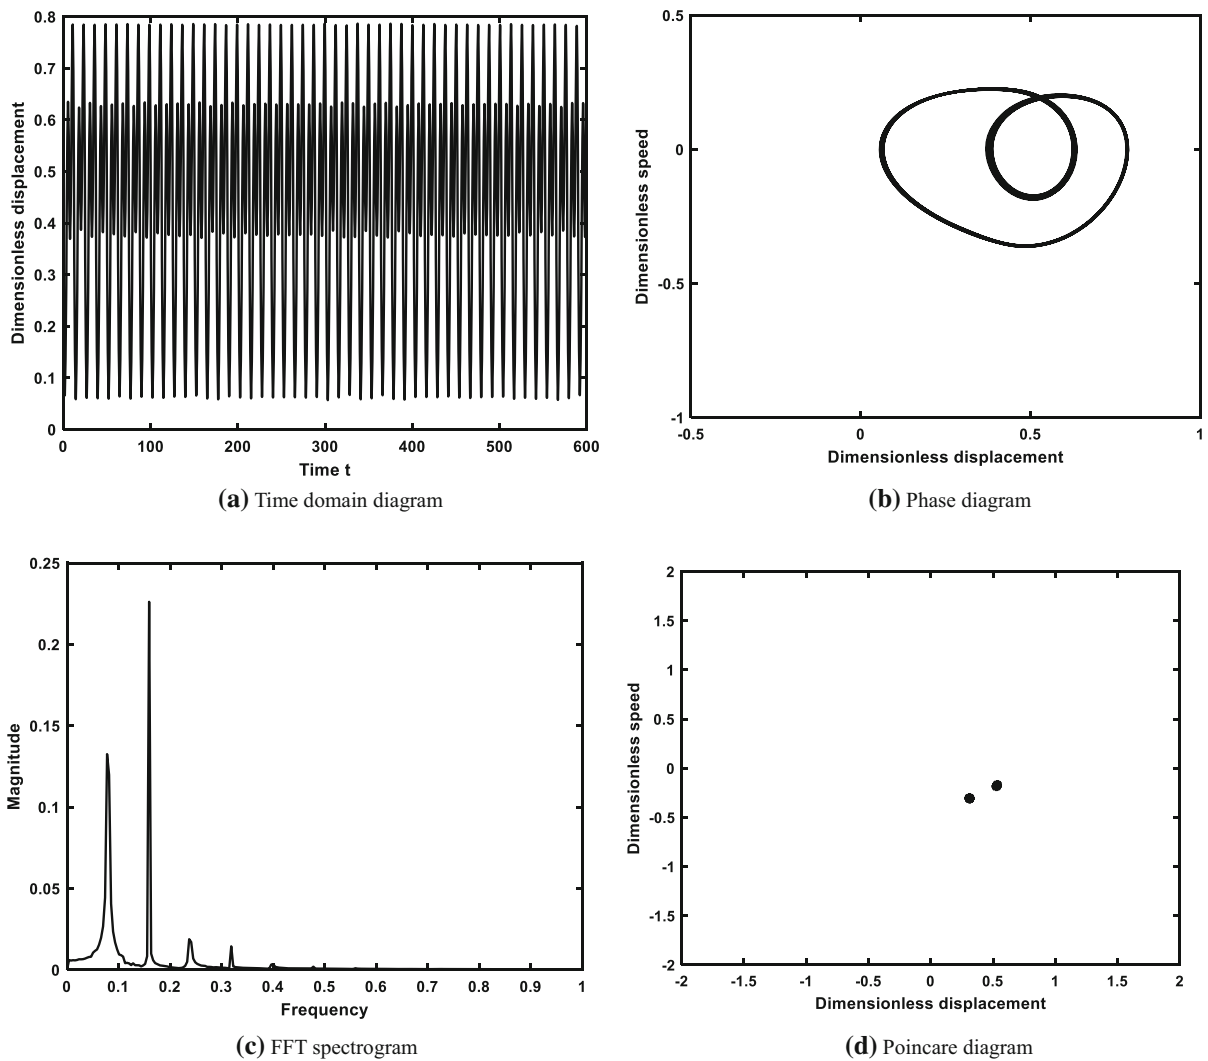 0.8
0.7
0.6
0.5
0.4
0.3
0.2
0.1
0
Dimensionless displacement
0 100 200 300 400 500 600
Time t
(a) Time domain diagram
0.5
0
-0.5
-1
Dimensionless speed
-0.5 0 0.5 1
Dimensionless displacement
(b) Phase diagram
0.25
0.2
0.15
0.1
0.05
0
Magnitude
0 0.1 0.2 0.3 0.4 0.5 0.6 0.7 0.8 0.9 1
Frequency
(c) FFT spectrogram
2
1.5
1
0.5
0
-0.5
-1
-1.5
-2
Dimensionless speed
-2 -1.5 -1 -0.5 0 0.5 1 1.5 2
Dimensionless displacement
(d) Poincare diagram